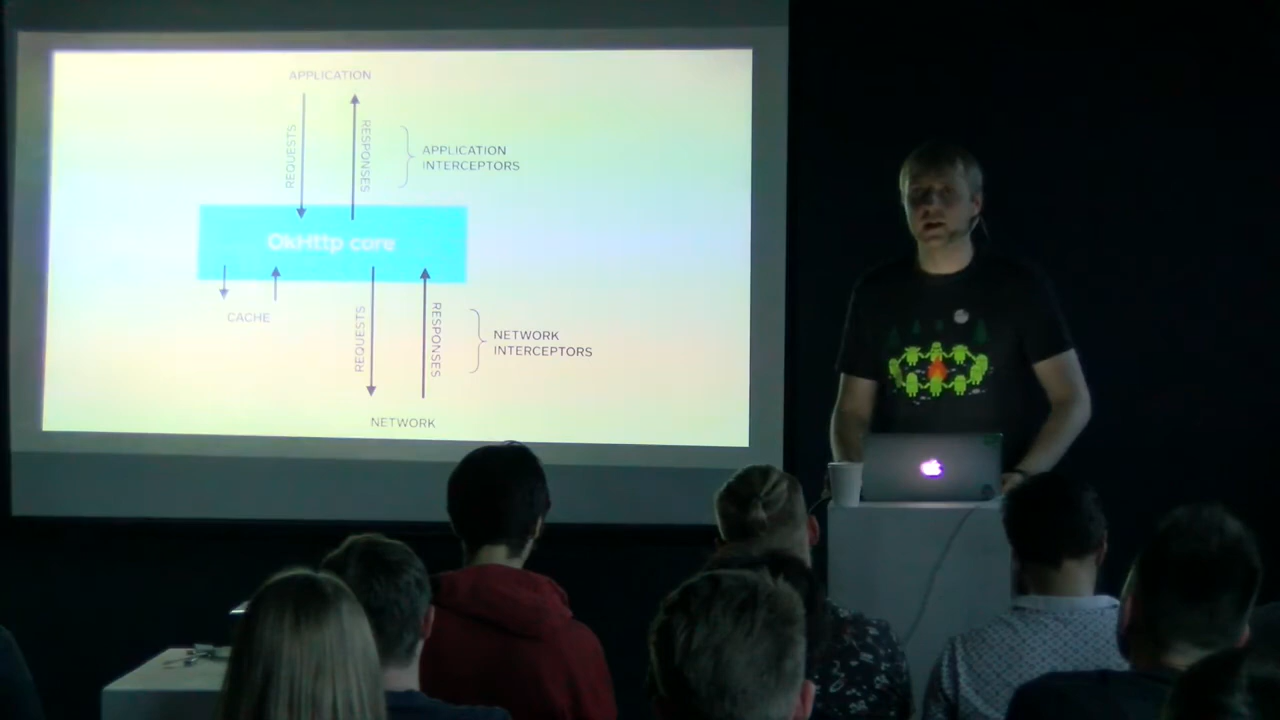 APPLICATION
REQUESTS
RESPONSES
APPLICATION
INTERCEPTORS
OkHttp core
CACHE
REQUESTS
RESPONSES
NETWORK
INTERCEPTORS
NETWORK